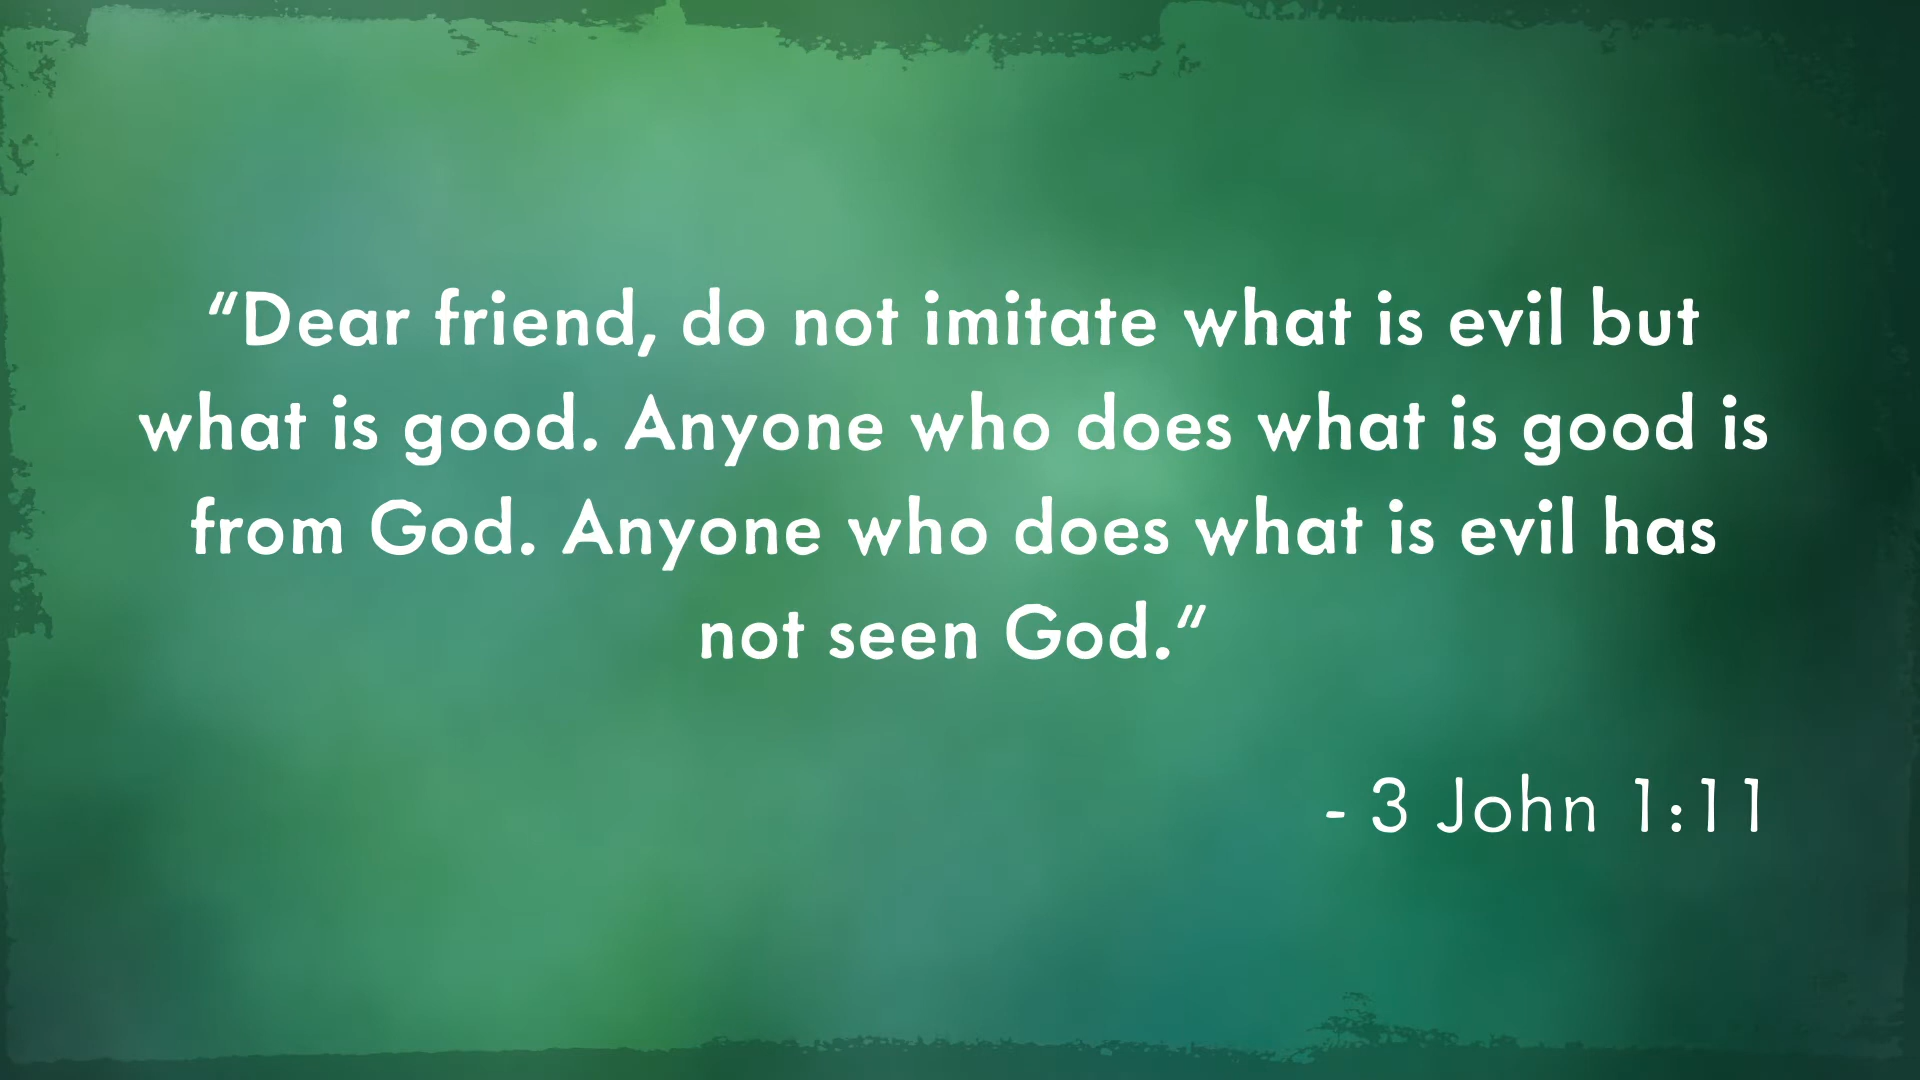 “Dear friend, do not imitate what is evil but
what is good. Anyone who does what is good is
from God. Anyone who does what is evil has
not seen God.”
- 3 John 1:11